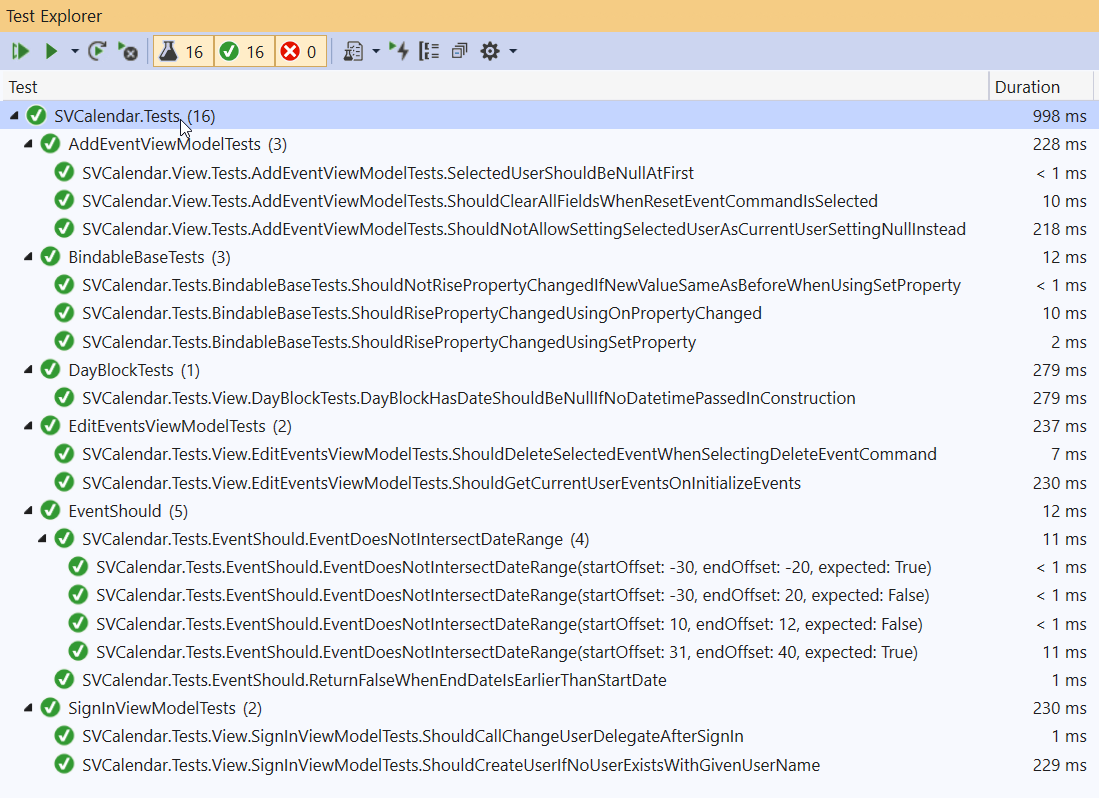 Test Explorer
16 16 0
Test Duration
SVCalendar.Tests (16) 998 ms
AddEventViewModelTests (3) 228 ms
SVCalendar.View.Tests.AddEventViewModelTests.SelectedUserShouldBeNullAtFirst < 1 ms
SVCalendar.View.Tests.AddEventViewModelTests.ShouldClearAllFieldsWhenResetEventCommandIsSelected 10 ms
SVCalendar.View.Tests.AddEventViewModelTests.ShouldNotAllowSettingSelectedUserAsCurrentUserSettingNullInstead 218 ms
BindableBaseTests (3) 12 ms
SVCalendar.Tests.BindableBaseTests.ShouldNotRisePropertyChangedIfNewValueSameAsBeforeWhenUsingSetProperty < 1 ms
SVCalendar.Tests.BindableBaseTests.ShouldRisePropertyChangedUsingOnPropertyChanged 10 ms
SVCalendar.Tests.BindableBaseTests.ShouldRisePropertyChangedUsingSetProperty 2 ms
DayBlockTests (1) 279 ms
SVCalendar.Tests.View.DayBlockTests.DayBlockHasDateShouldBeNullIfNoDatetimePassedInConstruction 279 ms
EditEventsViewModelTests (2) 237 ms
SVCalendar.Tests.View.EditEventsViewModelTests.ShouldDeleteSelectedEventWhenSelectingDeleteEventCommand 7 ms
SVCalendar.Tests.View.EditEventsViewModelTests.ShouldGetCurrentUserEventsOnInitializeEvents 230 ms
EventShould (5) 12 ms
SVCalendar.Tests.EventShould.EventDoesNotIntersectDateRange (4) 11 ms
SVCalendar.Tests.EventShould.EventDoesNotIntersectDateRange(startOffset: -30, endOffset: -20, expected: True) < 1 ms
SVCalendar.Tests.EventShould.EventDoesNotIntersectDateRange(startOffset: -30, endOffset: 20, expected: False) < 1 ms
SVCalendar.Tests.EventShould.EventDoesNotIntersectDateRange(startOffset: 10, endOffset: 12, expected: False) < 1 ms
SVCalendar.Tests.EventShould.EventDoesNotIntersectDateRange(startOffset: 31, endOffset: 40, expected: True) 11 ms
SVCalendar.Tests.EventShould.ReturnFalseWhenEndDateIsEarlierThanStartDate 1 ms
SignInViewModelTests (2) 230 ms
SVCalendar.Tests.View.SignInViewModelTests.ShouldCallChangeUserDelegateAfterSignIn 1 ms
SVCalendar.Tests.View.SignInViewModelTests.ShouldCreateUserIfNoUserExistsWithGivenUserName 229 ms